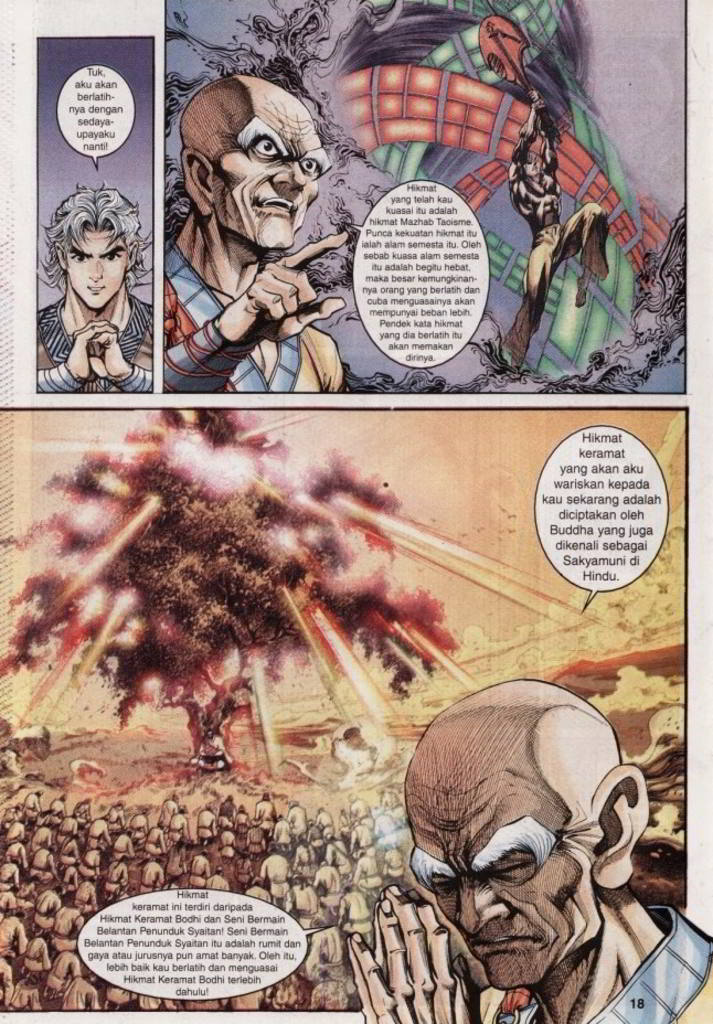 Tuk,
aku akan
berlatih-
nya dengan
sedaya-
upayaku
nanti!
Hikmat
yang telah kau
kuasai itu adalah
hikmat Mazhab Taoisme.
Punca kekuatan hikmat itu
ialah alam semesta itu. Oleh
sebab kuasa alam semesta
itu adalah begitu hebat,
maka besar kemungkinan-
nya orang yang berlatih dan
cuba menguasainya akan
mempunyai beban lebih.
Pendek kata hikmat
yang dia berlatih itu
akan memakan
dirinya.
Hikmat
keramat
yang akan aku
wariskan kepada
kau sekarang adalah
diciptakan oleh
Buddha yang juga
dikenali sebagai
Sakyamuni di
Hindu.
Hikmat
keramat ini terdiri daripada
Hikmat Keramat Bodhi dan Seni Bermain
Belantan Penunduk Syaitan! Seni Bermain
Belantan Penunduk Syaitan itu adalah rumit dan
gaya atau jurusnya pun amat banyak. Oleh itu,
lebih baik kau berlatih dan menguasai
Hikmat Keramat Bodhi terlebih
dahulu!
18